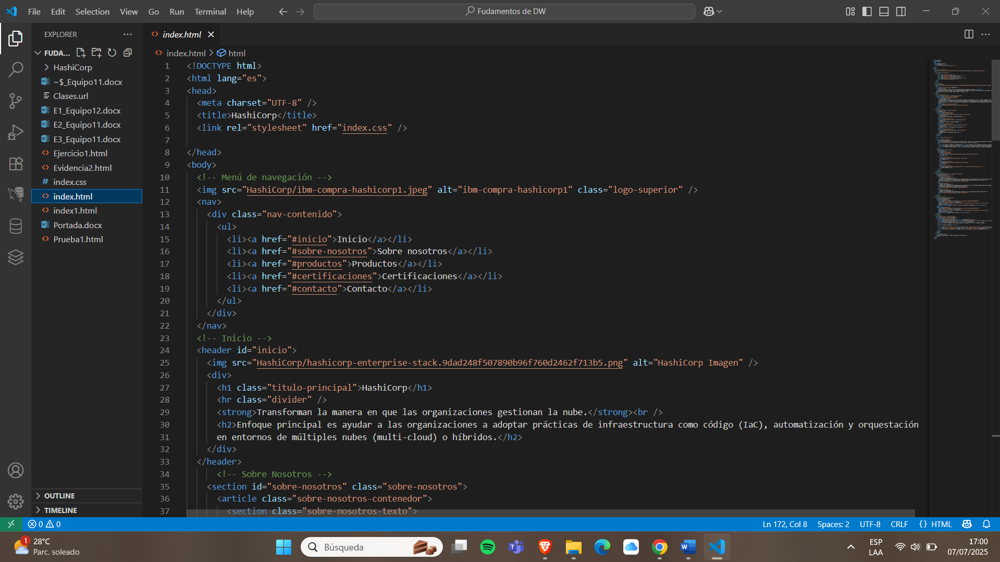 File Edit Selection View Go Run Terminal Help
Fudamentos de DW
EXPLORER
FUDA...
HashiCorp
~$_Equipo11.docx
Clases.url
E1_Equipo12.docx
E2_Equipo11.docx
E3_Equipo11.docx
Ejercicio1.html
Evidencia2.html
index.css
index.html
index1.html
Portada.docx
Prueba1.html
OUTLINE
TIMELINE
index.html
index.html > html
1 <!DOCTYPE html>
2 <html lang="es">
3 <head>
4 <meta charset="UTF-8" />
5 <title>HashiCorp</title>
6 <link rel="stylesheet" href="index.css" />
7
8 </head>
9 <body>
10 <!-- Menú de navegación -->
11 <img src="HashiCorp/ibm-compra-hashicorp1.jpeg" alt="ibm-compra-hashicorp1" class="logo-superior" />
12 <nav>
13 <div class="nav-contenido">
14 <ul>
15 <li><a href="#inicio">Inicio</a></li>
16 <li><a href="#sobre-nosotros">Sobre nosotros</a></li>
17 <li><a href="#productos">Productos</a></li>
18 <li><a href="#certificaciones">Certificaciones</a></li>
19 <li><a href="#contacto">Contacto</a></li>
20 </ul>
21 </div>
22 </nav>
23 <!-- Inicio -->
24 <header id="inicio">
25 <img src="HashiCorp/hashicorp-enterprise-stack.9dad248f507890b96f760d2462f713b5.png" alt="HashiCorp Imagen" />
26 <div>
27 <h1 class="titulo-principal">HashiCorp</h1>
28 <hr class="divider" />
29 <strong>Transforman la manera en que las organizaciones gestionan la nube.</strong><br />
30 <h2>Enfoque principal es ayudar a las organizaciones a adoptar prácticas de infraestructura como código (IaC), automatización y orquestación
31 en entornos de múltiples nubes (multi-cloud) o híbridos.</h2>
32 </div>
33 </header>
34 <!-- Sobre Nosotros -->
35 <section id="sobre-nosotros" class="sobre-nosotros">
36 <article class="sobre-nosotros-contenedor">
37 <section class="sobre-nosotros-texto">
0 0
Ln 172, Col 8 Spaces: 2 UTF-8 CRLF {} HTML
1
28°C
Parc. soleado
Búsqueda
ESP
LAA
17:00
07/07/2025